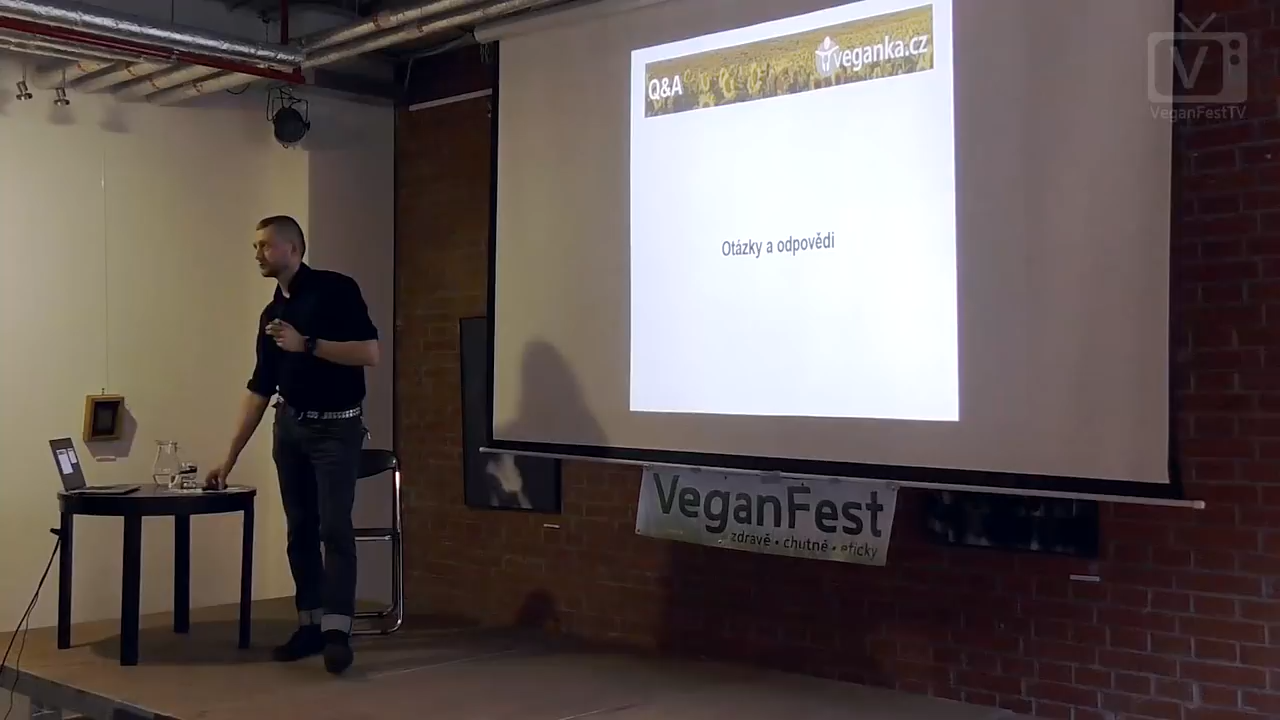 Q&A
veganka.cz
Otázky a odpovědi
VeganFest
zdravě • chutně • eticky
V
VeganFestTV